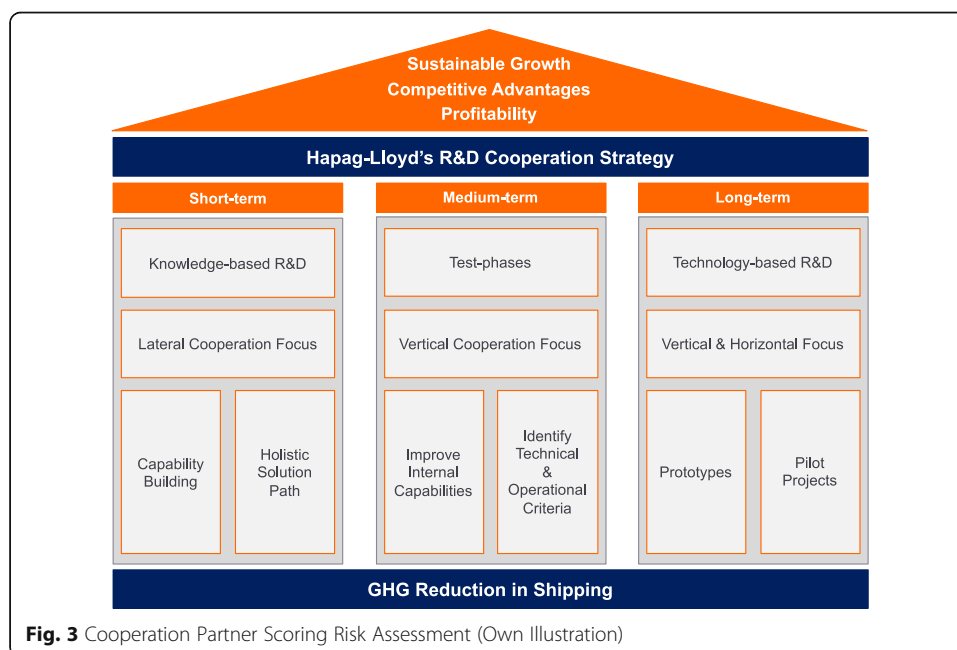 Sustainable Growth
Competitive Advantages
Profitability
Hapag-Lloyd's R&D Cooperation Strategy
Short-term
Medium-term
Long-term
Knowledge-based R&D
Test-phases
Technology-based R&D
Lateral Cooperation Focus
Vertical Cooperation Focus
Vertical & Horizontal Focus
Capability
Building
Holistic
Solution
Path
Improve
Internal
Capabilities
Identify
Technical
&
Operational
Criteria
Prototypes
Pilot
Projects
GHG Reduction in Shipping
Fig. 3 Cooperation Partner Scoring Risk Assessment (Own Illustration)